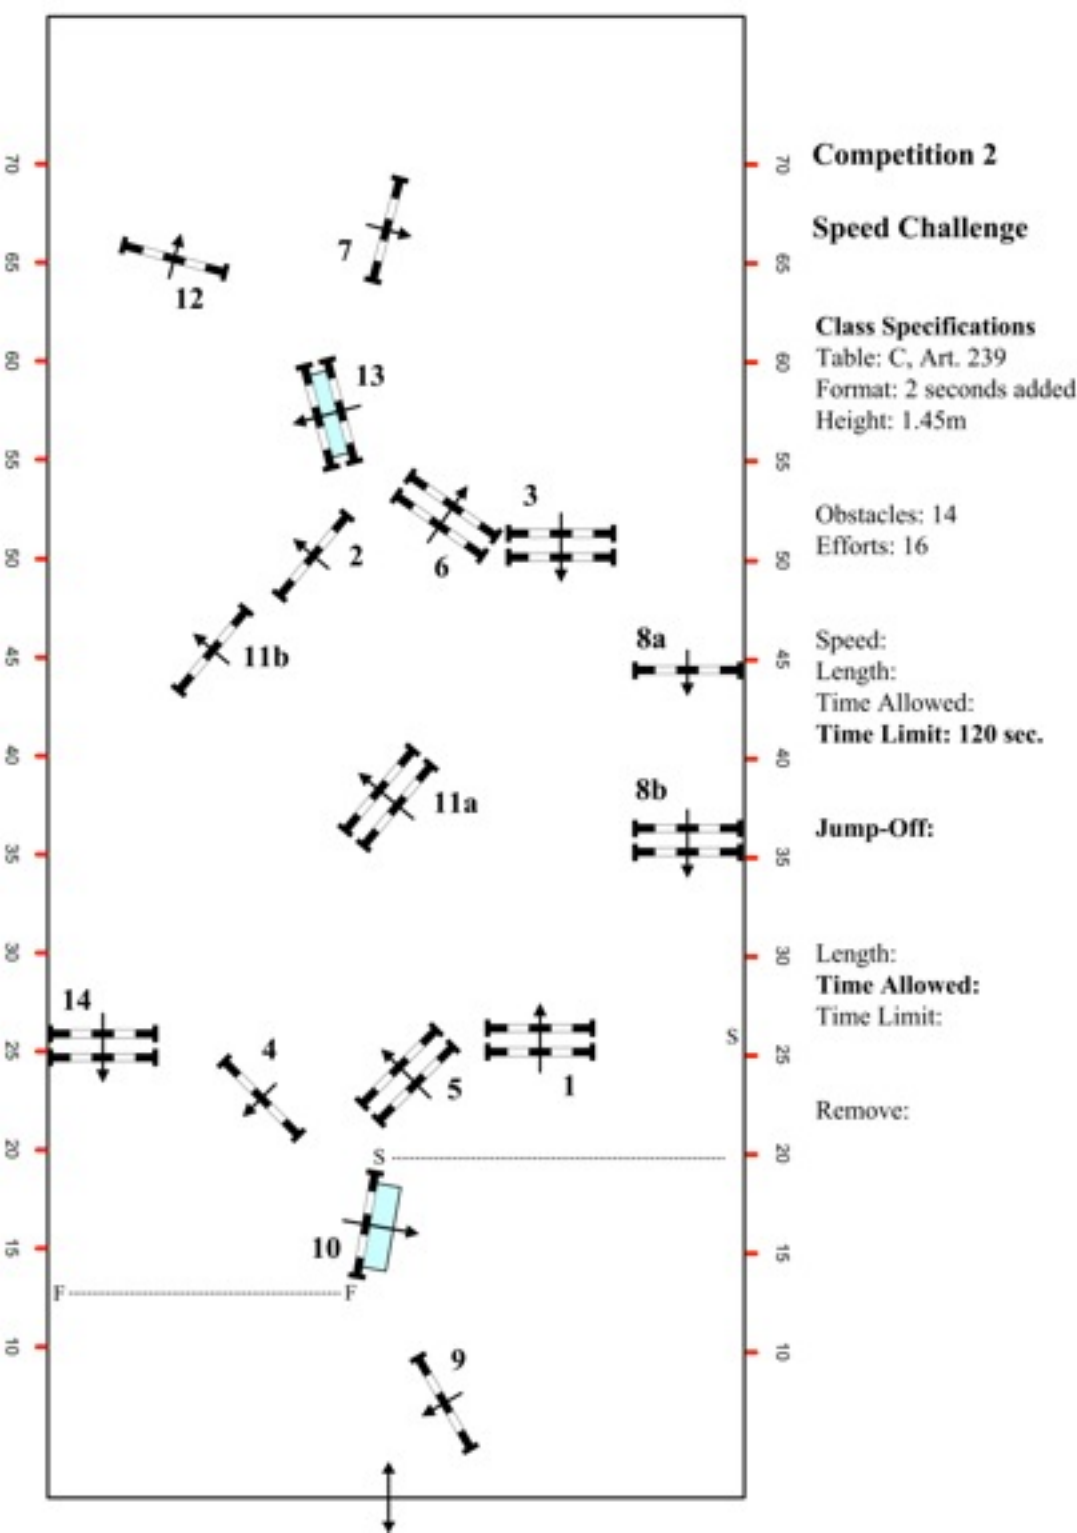 Competition 2
Speed Challenge
Class Specifications
Table: C, Art. 239
Format: 2 seconds added
Height: 1.45m
Obstacles: 14
Efforts: 16
Speed:
Length:
Time Allowed:
Time Limit: 120 sec.
Jump-Off:
Length:
Time Allowed:
Time Limit:
Remove:
70
70
7
65
65
12
60
60
13
55
55
3
50
50
2
6
8a
45
45
11b
40
40
8b
11a
35
35
30
30
14
25
25
S
4
5
1
20
20
S
10
15
15
F
F
10
10
9